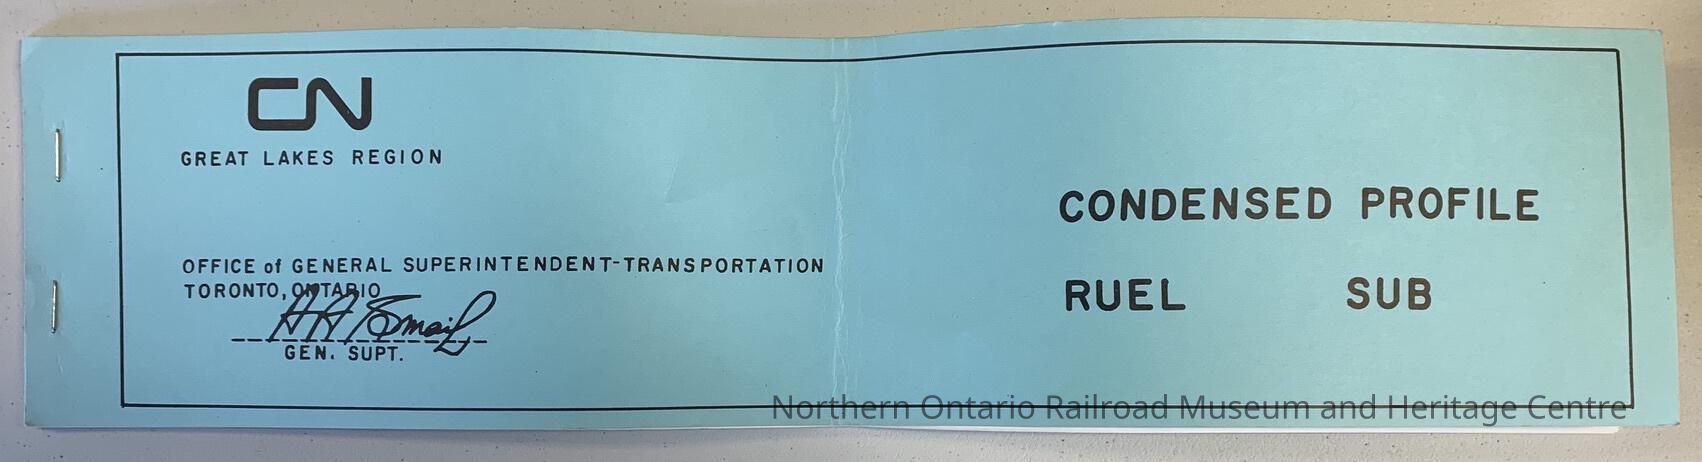 CN
GREAT LAKES REGION
OFFICE of GENERAL SUPERINTENDENT-TRANSPORTATION
TORONTO, ONTARIO
GEN. SUPT.
CONDENSED PROFILE
RUEL SUB
Northern Ontario Railroad Museum and Heritage Centre